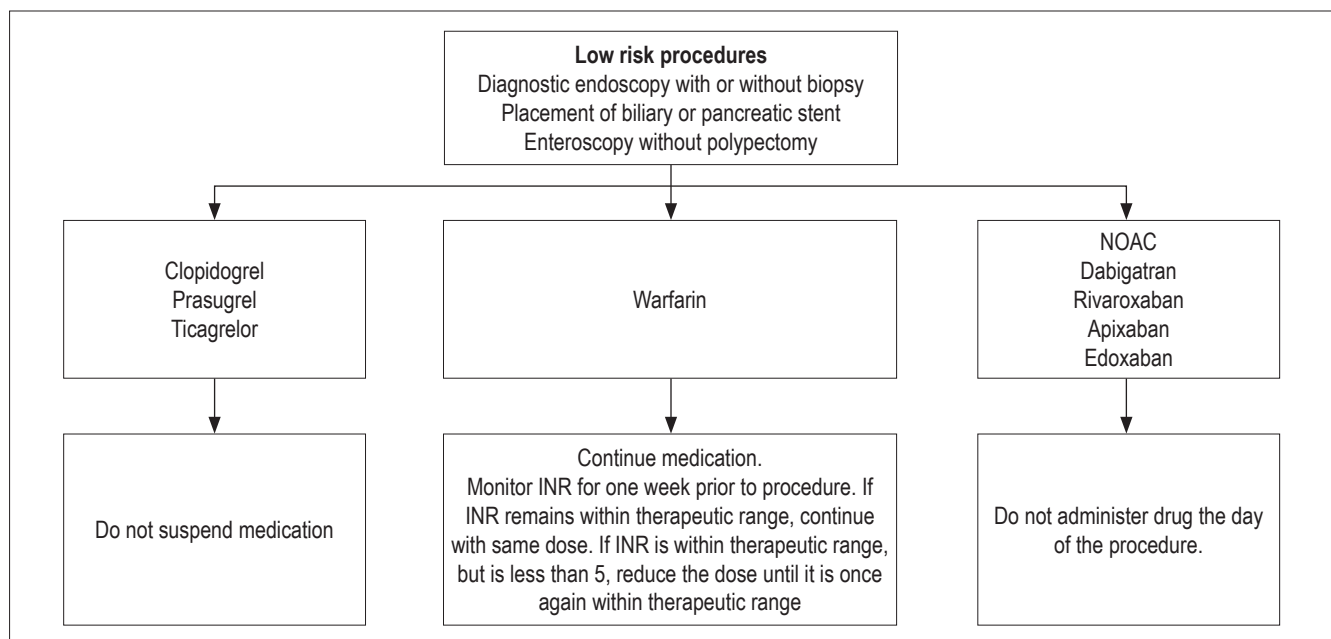 Low risk procedures
Diagnostic endoscopy with or without biopsy
Placement of biliary or pancreatic stent
Enteroscopy without polypectomy
Clopidogrel
Prasugrel
Ticagrelor
Warfarin
NOAC
Dabigatran
Rivaroxaban
Apixaban
Edoxaban
Do not suspend medication
Continue medication.
Monitor INR for one week prior to procedure. If
INR remains within therapeutic range, continue
with same dose. If INR is within therapeutic range,
but is less than 5, reduce the dose until it is once
again within therapeutic range
Do not administer drug the day
of the procedure.